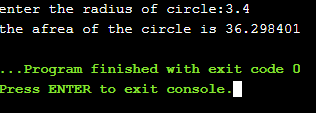 enter the radius of circle:3.4
the afrea of the circle is 36.298401
...Program finished with exit code 0
Press ENTER to exit console.